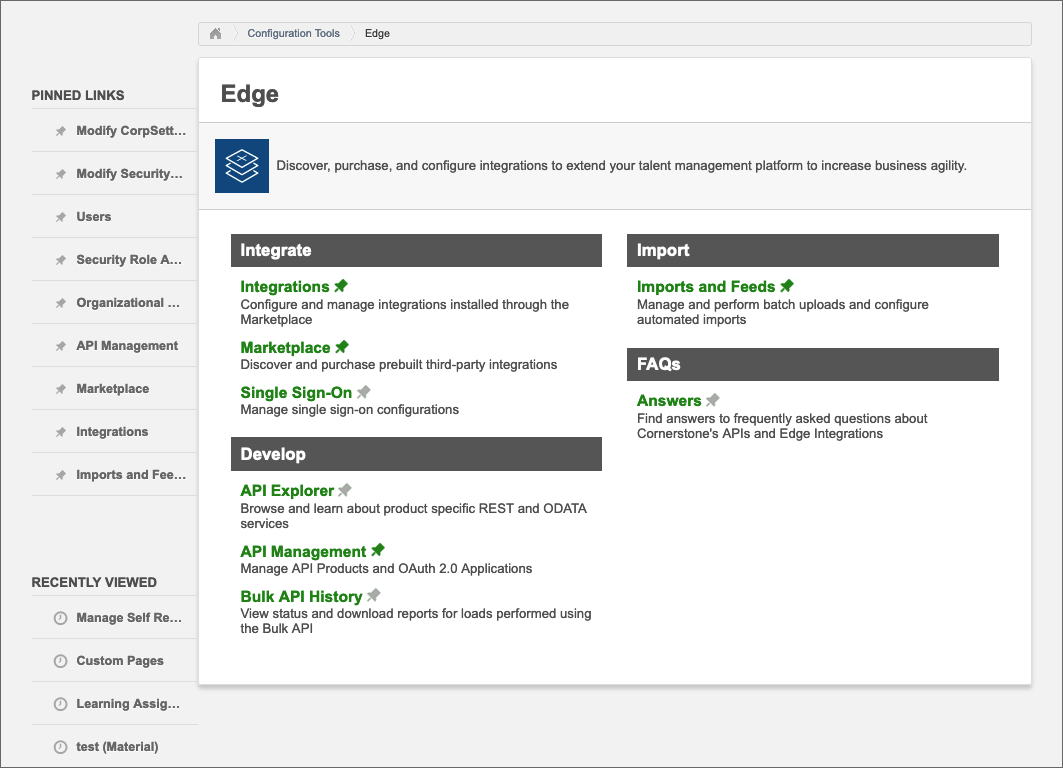 Configuration Tools
Edge
PINNED LINKS
Modify CorpSett...
Modify Security...
Users
Security Role A...
Organizational ...
API Management
Marketplace
Integrations
Imports and Fee...
RECENTLY VIEWED
Manage Self Re...
Custom Pages
Learning Assig...
test (Material)
Edge
Discover, purchase, and configure integrations to extend your talent management platform to increase business agility.
Integrate
Integrations
Configure and manage integrations installed through the
Marketplace
Marketplace
Discover and purchase prebuilt third-party integrations
Single Sign-On
Manage single sign-on configurations
Develop
API Explorer
Browse and learn about product specific REST and ODATA
services
API Management
Manage API Products and OAuth 2.0 Applications
Bulk API History
View status and download reports for loads performed using
the Bulk API
Import
Imports and Feeds
Manage and perform batch uploads and configure
automated imports
FAQs
Answers
Find answers to frequently asked questions about
Cornerstone's APIs and Edge Integrations